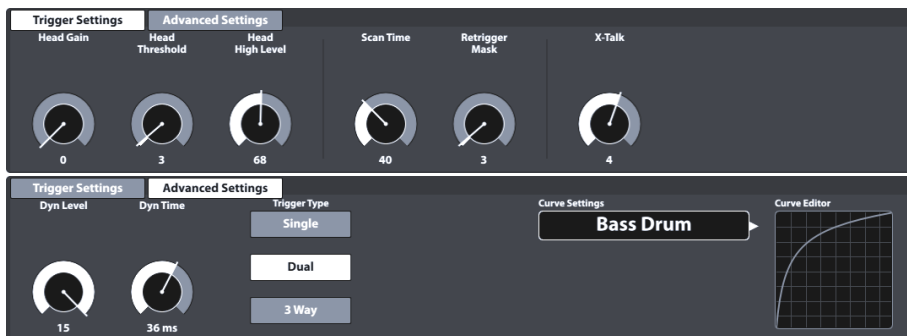 Trigger Settings Advanced Settings
Head Gain Head Threshold Head High Level Scan Time Retrigger Mask X-Talk
0 3 68 40 3 4
Trigger Settings Advanced Settings
Dyn Level Dyn Time Trigger Type Curve Settings Curve Editor
Single Bass Drum
Dual
3 Way
15 36 ms